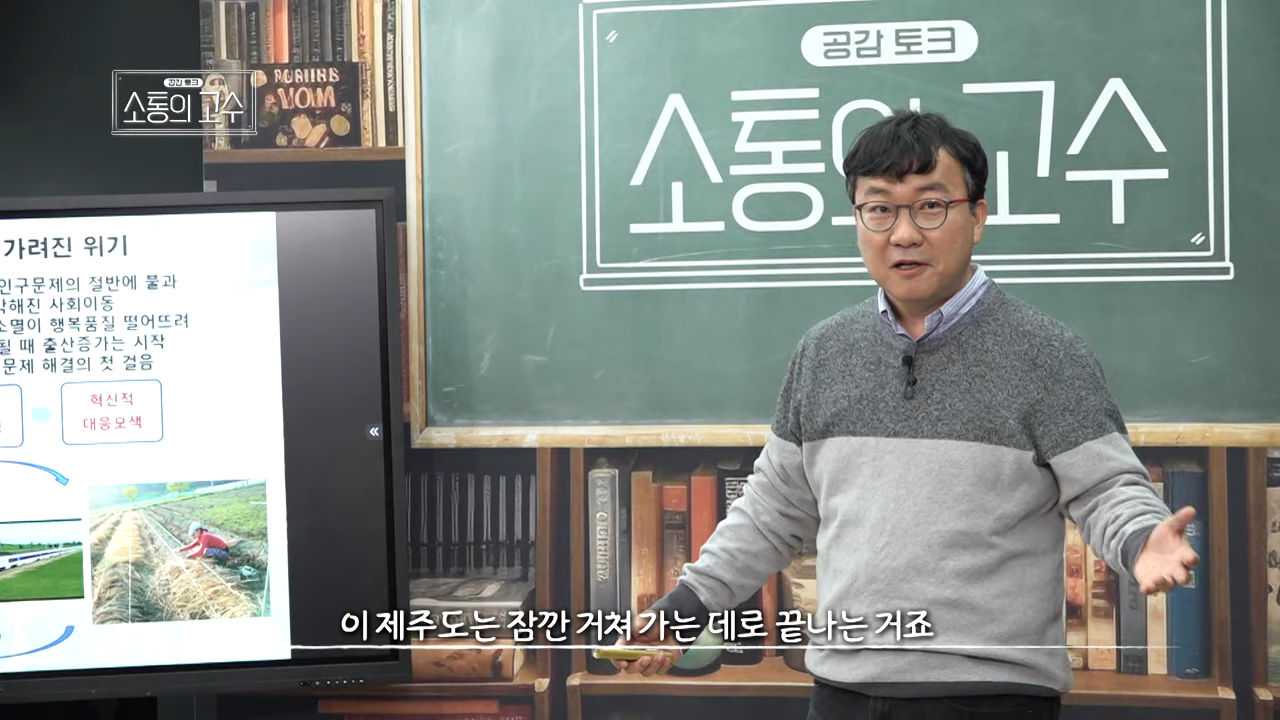 공감 토크
소통의 고수
공감 토크
소통의 고수
가려진 위기
인구문제의 절반에 불과
해진 사회이동
소멸이 행복품질 떨어뜨려
될 때 출산증가는 시작
문제 해결의 첫 걸음
혁신적
대응모색
이 제주도는 잠깐 거쳐 가는 데로 끝나는 거죠